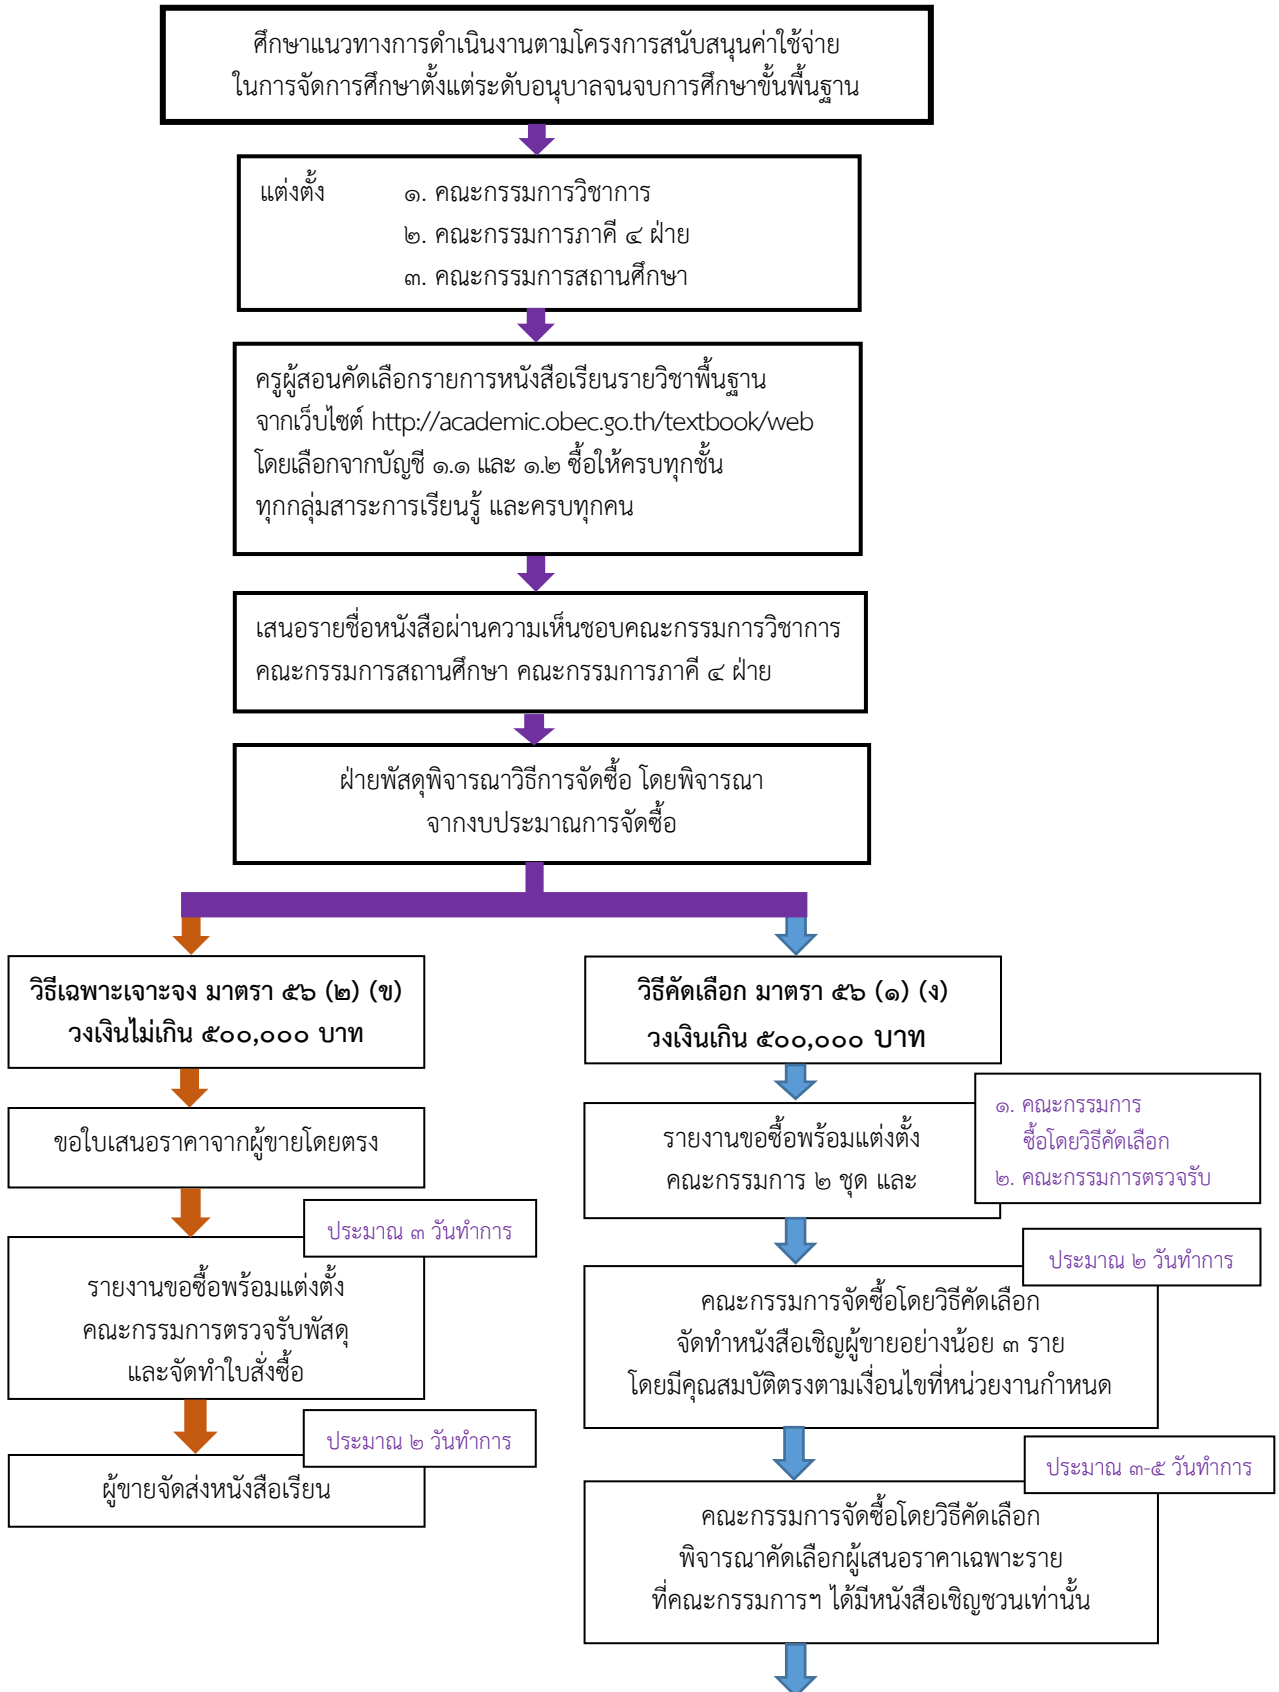 ศึกษาแนวทางการดำเนินงานตามโครงการสนับสนุนค่าใช้จ่าย
ในการจัดการศึกษาตั้งแต่ระดับอนุบาลจนจบการศึกษาขั้นพื้นฐาน
แต่งตั้ง ๑. คณะกรรมการวิชาการ
๒. คณะกรรมการภาคี ๔ ฝ่าย
๓. คณะกรรมการสถานศึกษา
ครูผู้สอนคัดเลือกรายการหนังสือเรียนรายวิชาพื้นฐาน
จากเว็บไซต์ http://academic.obec.go.th/textbook/web
โดยเลือกจากบัญชี ๑.๑ และ ๑.๒ ซื้อให้ครบทุกชั้น
ทุกกลุ่มสาระการเรียนรู้ และครบทุกคน
เสนอรายชื่อหนังสือผ่านความเห็นชอบคณะกรรมการวิชาการ
คณะกรรมการสถานศึกษา คณะกรรมการภาคี ๔ ฝ่าย
ฝ่ายพัสดุพิจารณาวิธีการจัดซื้อ โดยพิจารณา
จากงบประมาณการจัดซื้อ
วิธีเฉพาะเจาะจง มาตรา ๕๖ (๒) (ข)
วงเงินไม่เกิน ๕๐๐,๐๐๐ บาท
ขอใบเสนอราคาจากผู้ขายโดยตรง
ประมาณ ๓ วันทำการ
รายงานขอซื้อพร้อมแต่งตั้ง
คณะกรรมการตรวจรับพัสดุ
และจัดทำใบสั่งซื้อ
ประมาณ ๒ วันทำการ
ผู้ขายจัดส่งหนังสือเรียน
วิธีคัดเลือก มาตรา ๕๖ (๑) (ง)
วงเงินเกิน ๕๐๐,๐๐๐ บาท
๑. คณะกรรมการ
ซื้อโดยวิธีคัดเลือก
๒. คณะกรรมการตรวจรับ
รายงานขอซื้อพร้อมแต่งตั้ง
คณะกรรมการ ๒ ชุด และ
ประมาณ ๒ วันทำการ
คณะกรรมการจัดซื้อโดยวิธีคัดเลือก
จัดทำหนังสือเชิญผู้ขายอย่างน้อย ๓ ราย
โดยมีคุณสมบัติตรงตามเงื่อนไขที่หน่วยงานกำหนด
ประมาณ ๓-๕ วันทำการ
คณะกรรมการจัดซื้อโดยวิธีคัดเลือก
พิจารณาคัดเลือกผู้เสนอราคาเฉพาะราย
ที่คณะกรรมการฯ ได้มีหนังสือเชิญชวนเท่านั้น